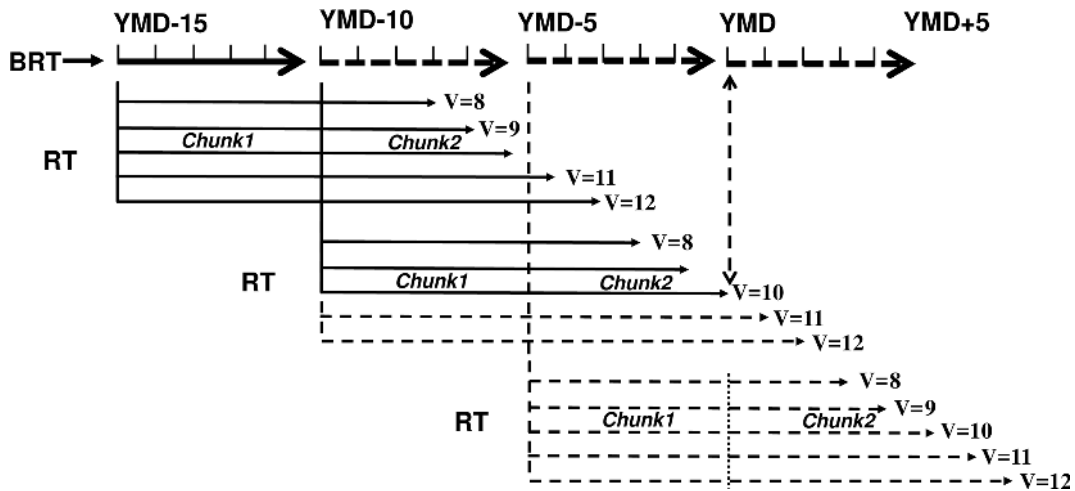 YMD-15 YMD-10 YMD-5 YMD YMD+5
BRT
V=8
V=9
Chunk1 Chunk2
RT
V=11
V=12
V=8
RT
Chunk1 Chunk2
V=10
V=11
V=12
V=8
V=9
RT
Chunk1 Chunk2
V=10
V=11
V=12